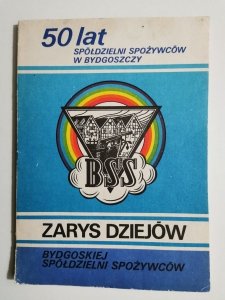 50 lat
SPÓŁDZIELNI SPOŻYWCÓW
W BYDGOSZCZY
BSS
ZARYS DZIEJÓW
BYDGOSKIEJ
SPÓŁDZIELNI SPOŻYWCÓW